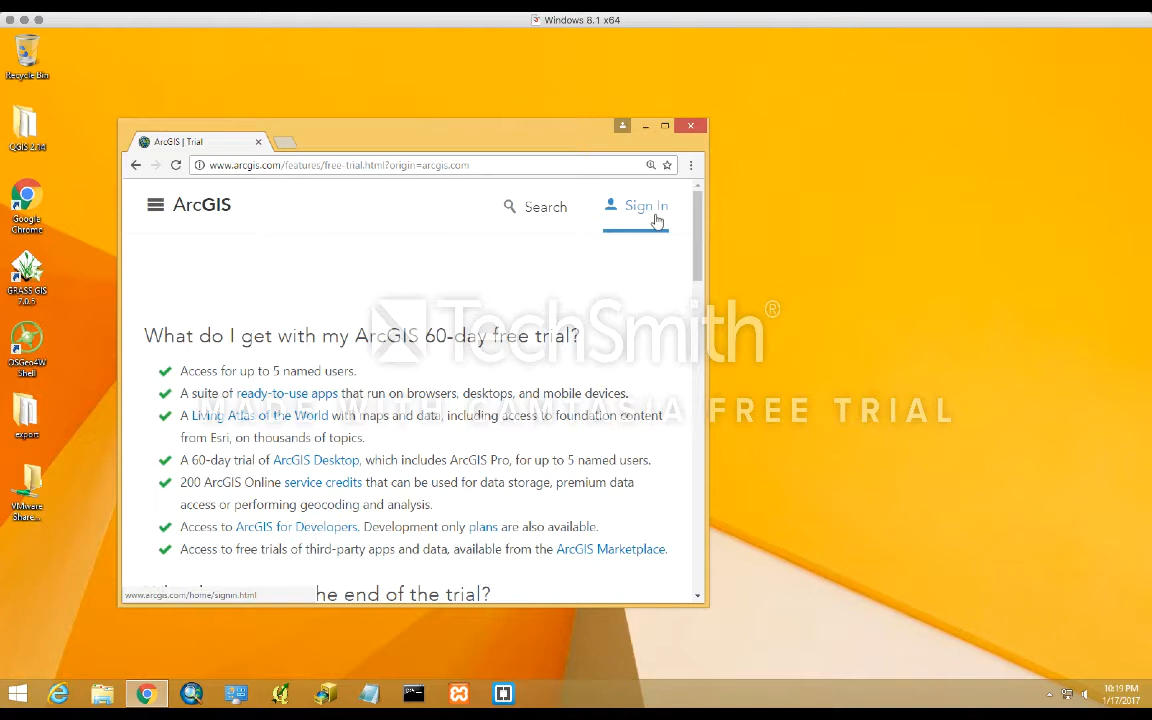 Windows 8.1 x64
Recycle Bin
QGIS 2.14
Google
Chrome
GRASS GIS
7.0.5
OSGeo4W
Shell
export
VMware
Share...
ArcGIS | Trial
www.arcgis.com/features/free-trial.html?origin=arcgis.com
ArcGIS
Search
Sign In
What do I get with my ArcGIS 60-day free trial?
Access for up to 5 named users.
A suite of ready-to-use apps that run on browsers, desktops, and mobile devices.
A Living Atlas of the World with maps and data, including access to foundation content
from Esri, on thousands of topics.
A 60-day trial of ArcGIS Desktop, which includes ArcGIS Pro, for up to 5 named users.
200 ArcGIS Online service credits that can be used for data storage, premium data
access or performing geocoding and analysis.
Access to ArcGIS for Developers. Development only plans are also available.
Access to free trials of third-party apps and data, available from the ArcGIS Marketplace.
he end of the trial?
www.arcgis.com/home/signin.html
TechSmith®
MADE WITH CAMTASIA FREE TRIAL
10:19 PM
1/17/2017